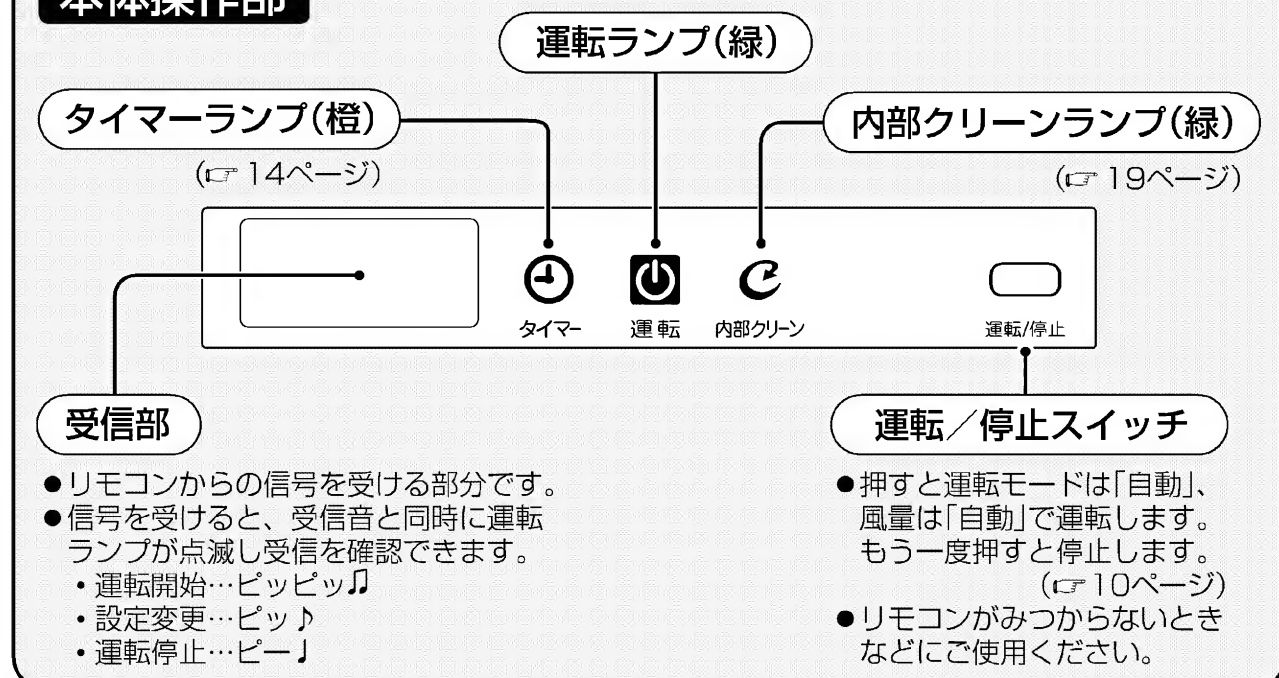 本体操作部
運転ランプ(緑)
タイマーランプ(橙)
内部クリーンランプ(緑)
(☞ 14ページ)
(☞ 19ページ)
タイマー
運転
内部クリーン
運転/停止
受信部
運転/停止スイッチ
●リモコンからの信号を受ける部分です。
●信号を受けると、受信音と同時に運転
ランプが点滅し受信を確認できます。
・運転開始…ピッピッ♫
・設定変更…ピッ♪
・運転停止…ピー♩
●押すと運転モードは「自動」、
風量は「自動」で運転します。
もう一度押すと停止します。
(☞10ページ)
●リモコンがみつからないとき
などにご使用ください。